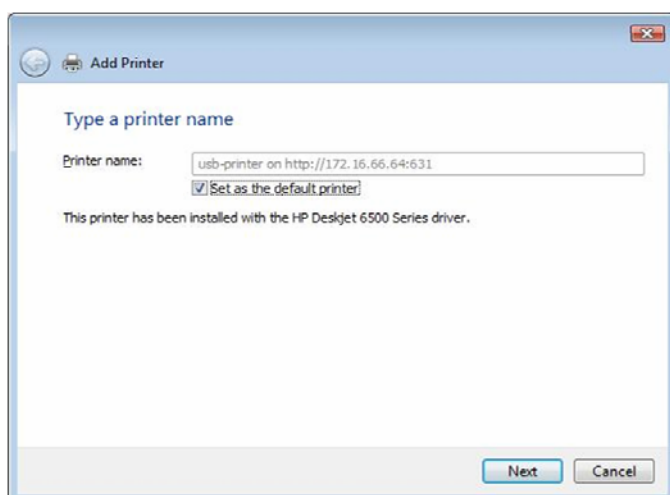 Add Printer
Type a printer name
Printer name: usb-printer on http://172.16.66.64:631
Set as the default printer
This printer has been installed with the HP Deskjet 6500 Series driver.
Next Cancel